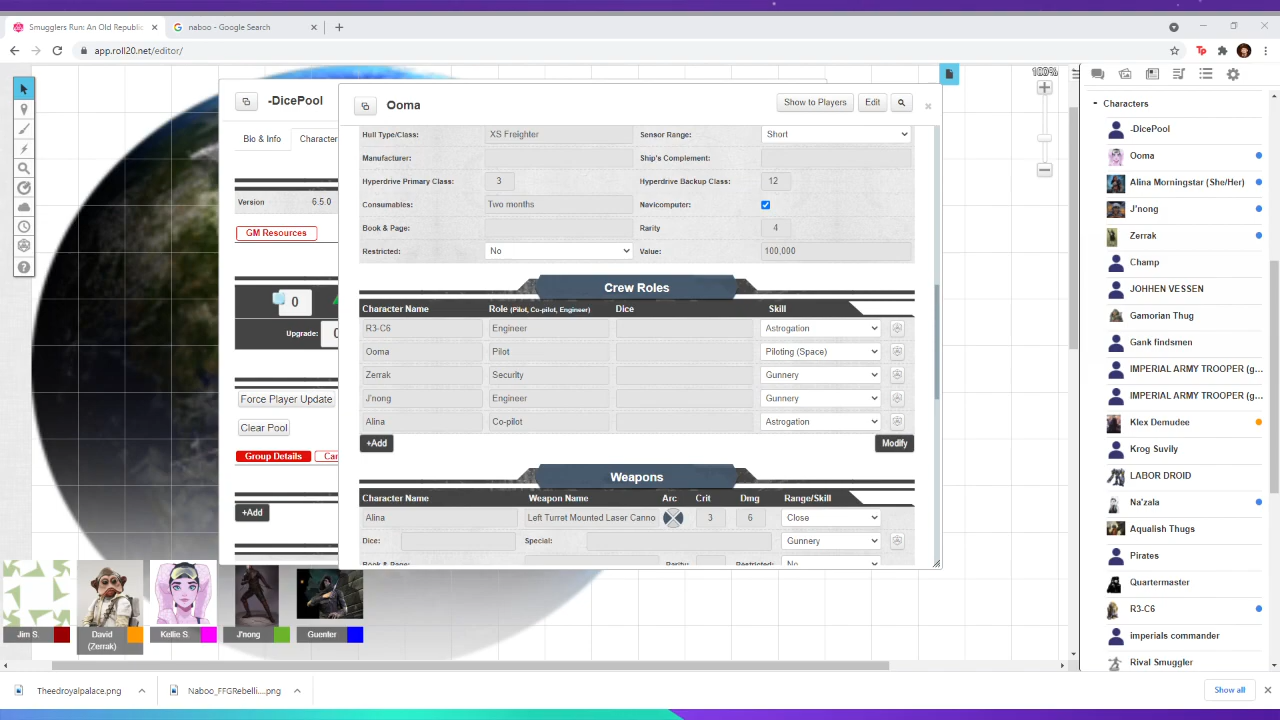 Smugglers Run: An Old Republic
naboo - Google Search
app.roll20.net/editor/
100%
-DicePool
Bio & Info
Character
Version 6.5.0
GM Resources
0
Upgrade:
Force Player Update
Clear Pool
Group Details
+Add
Ooma
Show to Players
Edit
Hull Type/Class: XS Freighter Sensor Range: Short
Manufacturer: Ship's Complement:
Hyperdrive Primary Class: 3 Hyperdrive Backup Class: 12
Consumables: Two months Navicomputer:
Book & Page: Rarity 4
Restricted: No Value: 100,000
Crew Roles
Character Name Role (Pilot, Co-pilot, Engineer) Dice Skill
R3-C6 Engineer Astrogation
Ooma Pilot Piloting (Space)
Zerrak Security Gunnery
J'nong Engineer Gunnery
Alina Co-pilot Astrogation
+Add Modify
Weapons
Character Name Weapon Name Arc Crit Dmg Range/Skill
Alina Left Turret Mounted Laser Canno 3 6 Close
Dice: Special: Gunnery
Book & Page: Rarity: Restricted: No
Characters
-DicePool
Ooma
Alina Morningstar (She/Her)
J'nong
Zerrak
Champ
JOHHEN VESSEN
Gamorian Thug
Gank findsmen
IMPERIAL ARMY TROOPER (g...
IMPERIAL ARMY TROOPER (g...
Klex Demudee
Krog Suvily
LABOR DROID
Na'zala
Aqualish Thugs
Pirates
Quartermaster
R3-C6
imperials commander
Rival Smuggler
Jim S.
David
(Zerrak)
Kellie S.
J'nong
Guenter
Theedroyalpalace.png
Naboo_FFGRebelli....png
Show all